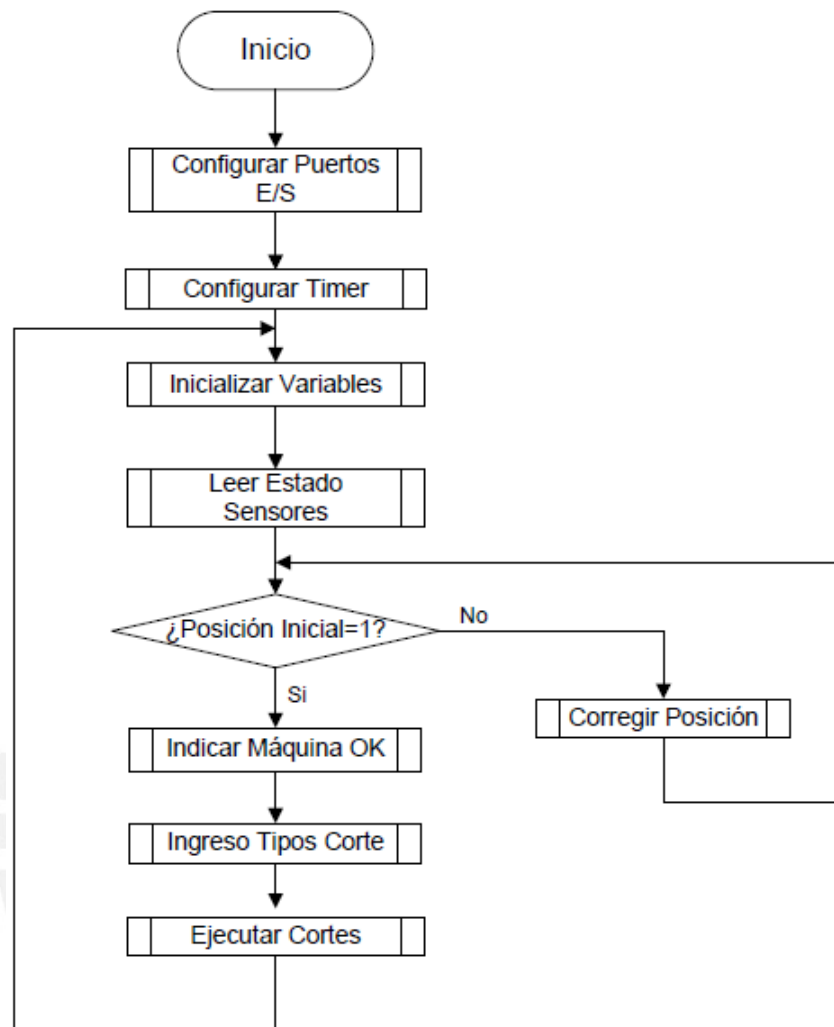 Inicio
Configurar Puertos
E/S
Configurar Timer
Inicializar Variables
Leer Estado
Sensores
¿Posición Inicial=1?
No
Si
Corregir Posición
Indicar Máquina OK
Ingreso Tipos Corte
Ejecutar Cortes